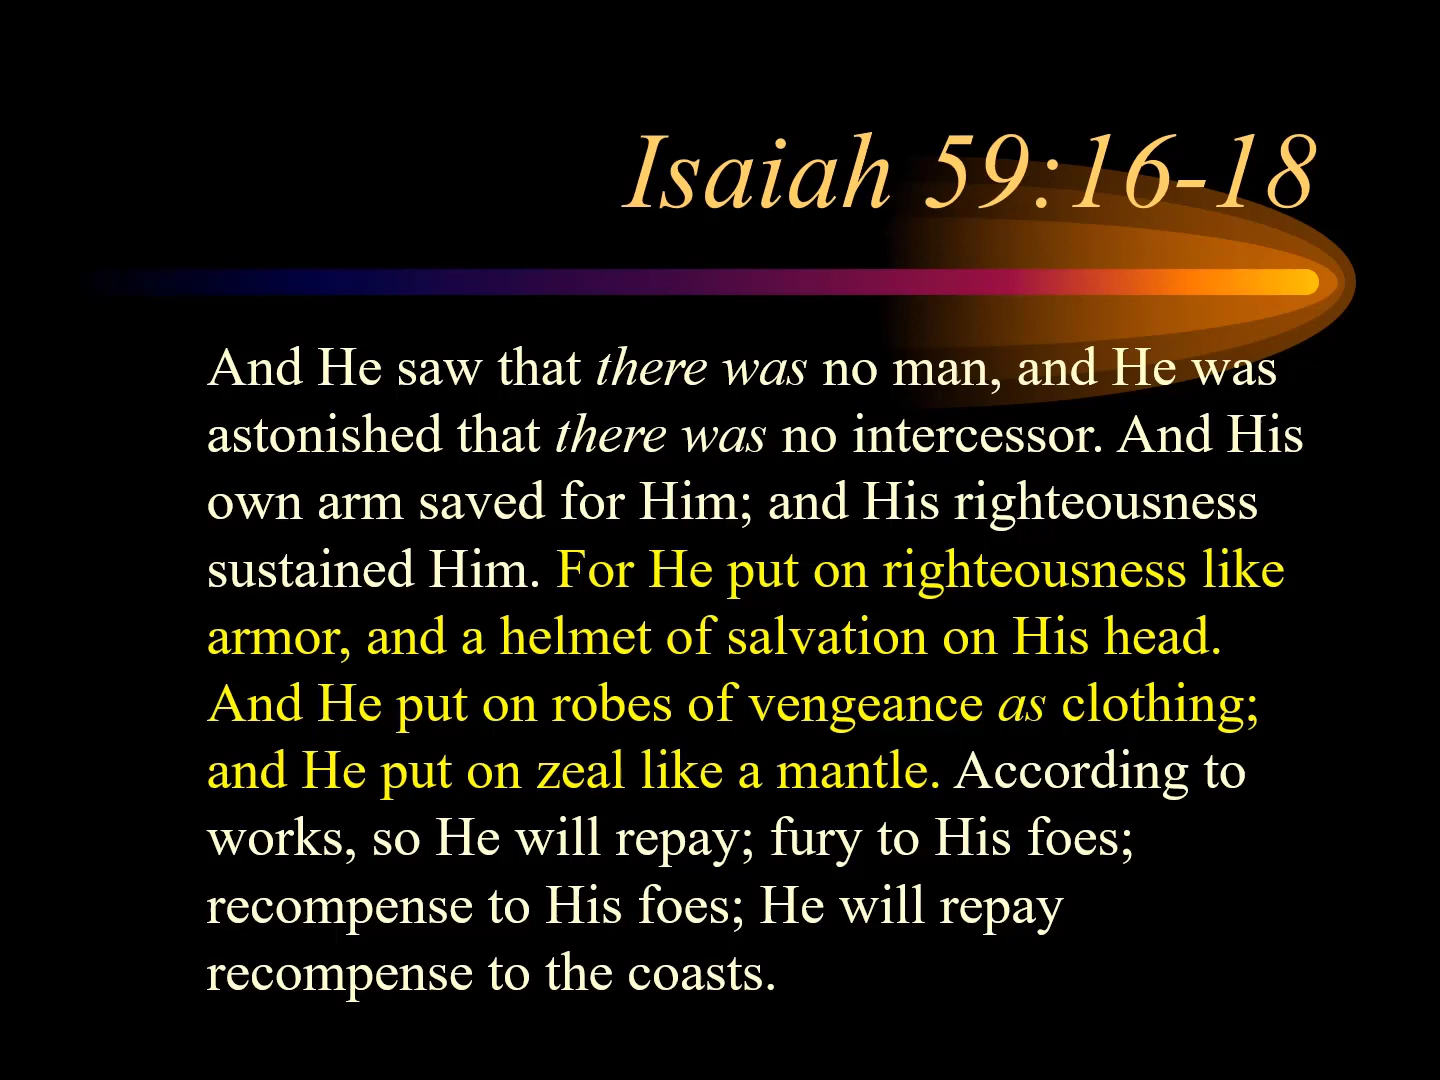 Isaiah 59:16-18
And He saw that there was no man, and He was
astonished that there was no intercessor. And His
own arm saved for Him; and His righteousness
sustained Him. For He put on righteousness like
armor, and a helmet of salvation on His head.
And He put on robes of vengeance as clothing;
and He put on zeal like a mantle. According to
works, so He will repay; fury to His foes;
recompense to His foes; He will repay
recompense to the coasts.